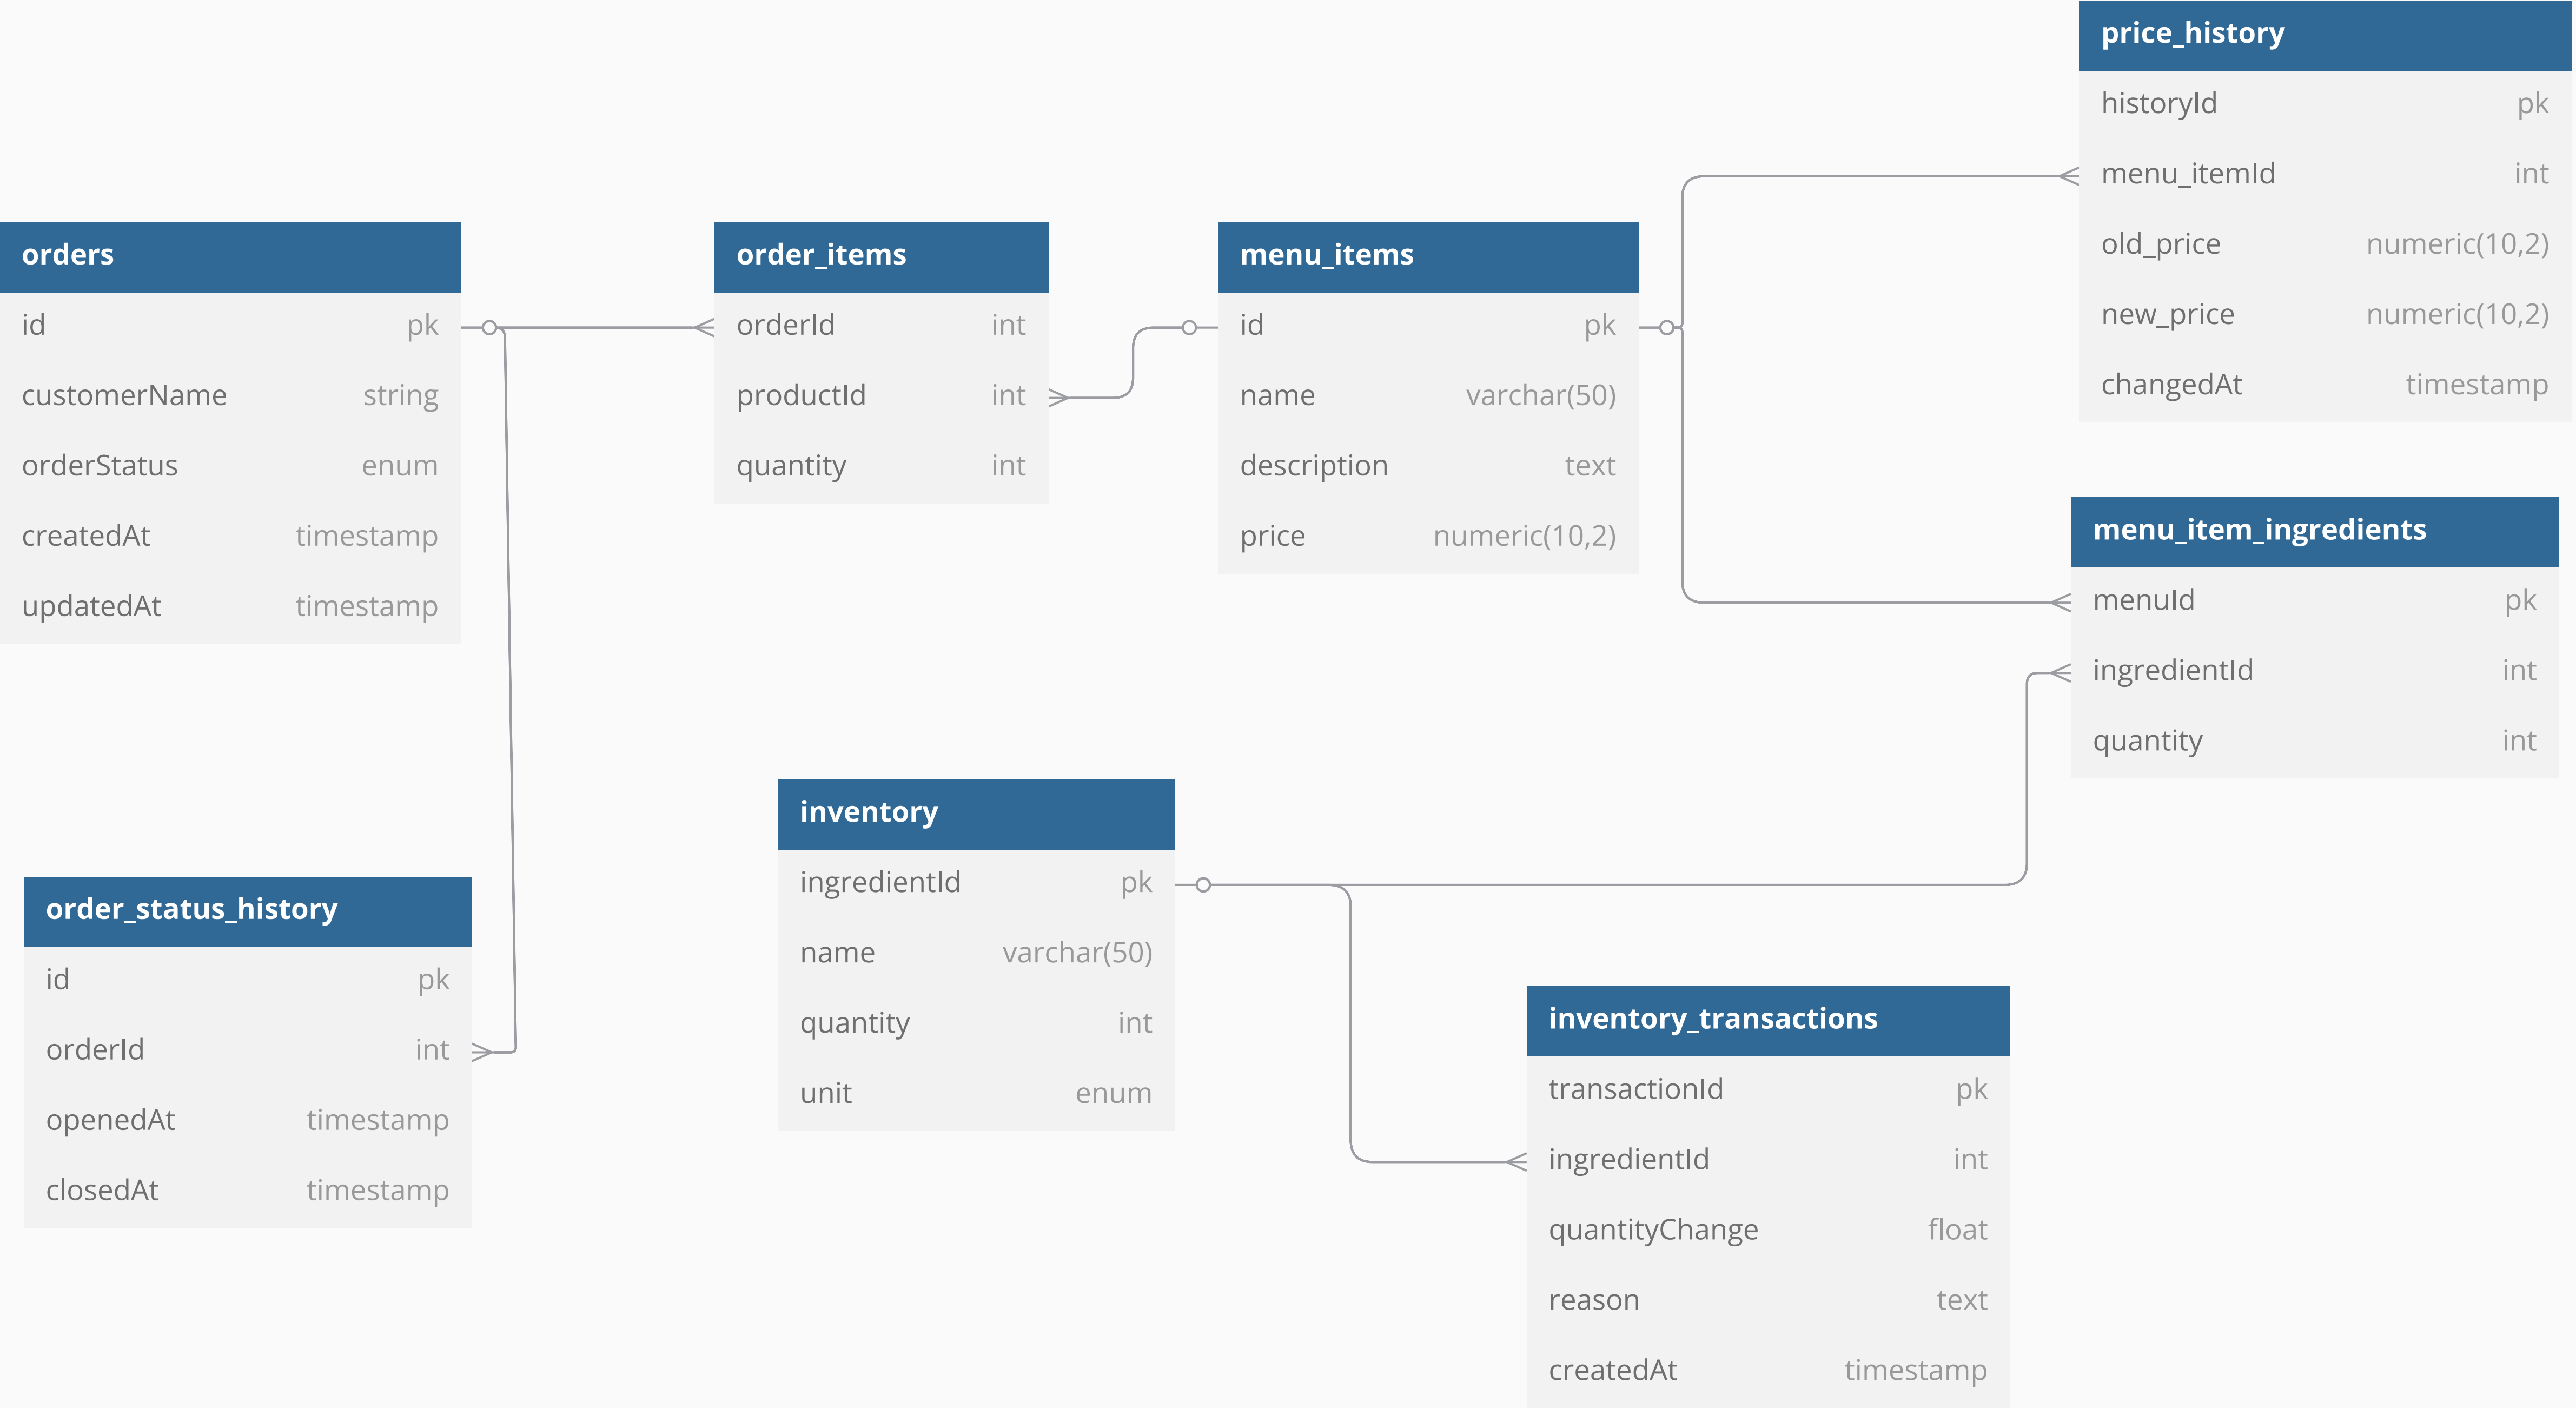 price_history
historyId pk
menu_itemId int
old_price numeric(10,2)
new_price numeric(10,2)
changedAt timestamp
orders
id pk
customerName string
orderStatus enum
createdAt timestamp
updatedAt timestamp
order_items
orderId int
productId int
quantity int
menu_items
id pk
name varchar(50)
description text
price numeric(10,2)
menu_item_ingredients
menuId pk
ingredientId int
quantity int
inventory
ingredientId pk
name varchar(50)
quantity int
unit enum
order_status_history
id pk
orderId int
openedAt timestamp
closedAt timestamp
inventory_transactions
transactionId pk
ingredientId int
quantityChange float
reason text
createdAt timestamp